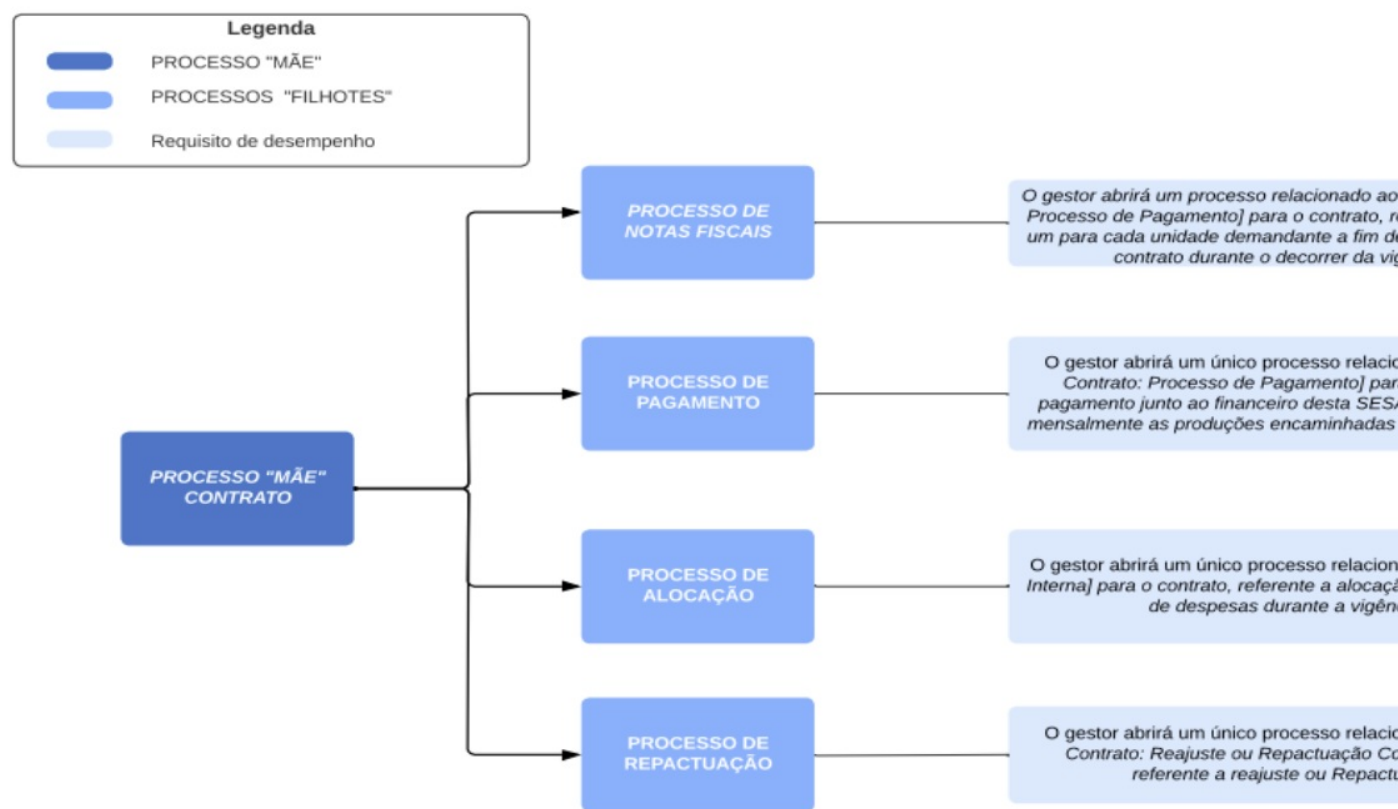 Legenda
PROCESSO "MÃE"
PROCESSOS "FILHOTES"
Requisito de desempenho
PROCESSO "MÃE"
CONTRATO
PROCESSO DE
NOTAS FISCAIS
O gestor abrirá um processo relacionado ao
Processo de Pagamento] para o contrato,
um para cada unidade demandante a fim
contrato durante o decorrer da
PROCESSO DE
PAGAMENTO
O gestor abrirá um único processo
Contrato: Processo de Pagamento]
pagamento junto ao financeiro desta
mensalmente as produções encaminhadas
PROCESSO DE
ALOCAÇÃO
O gestor abrirá um único processo
Interna] para o contrato, referente a
de despesas durante a
PROCESSO DE
REPACTUAÇÃO
O gestor abrirá um único processo
Contrato: Reajuste ou Repactuação
referente a reajuste ou